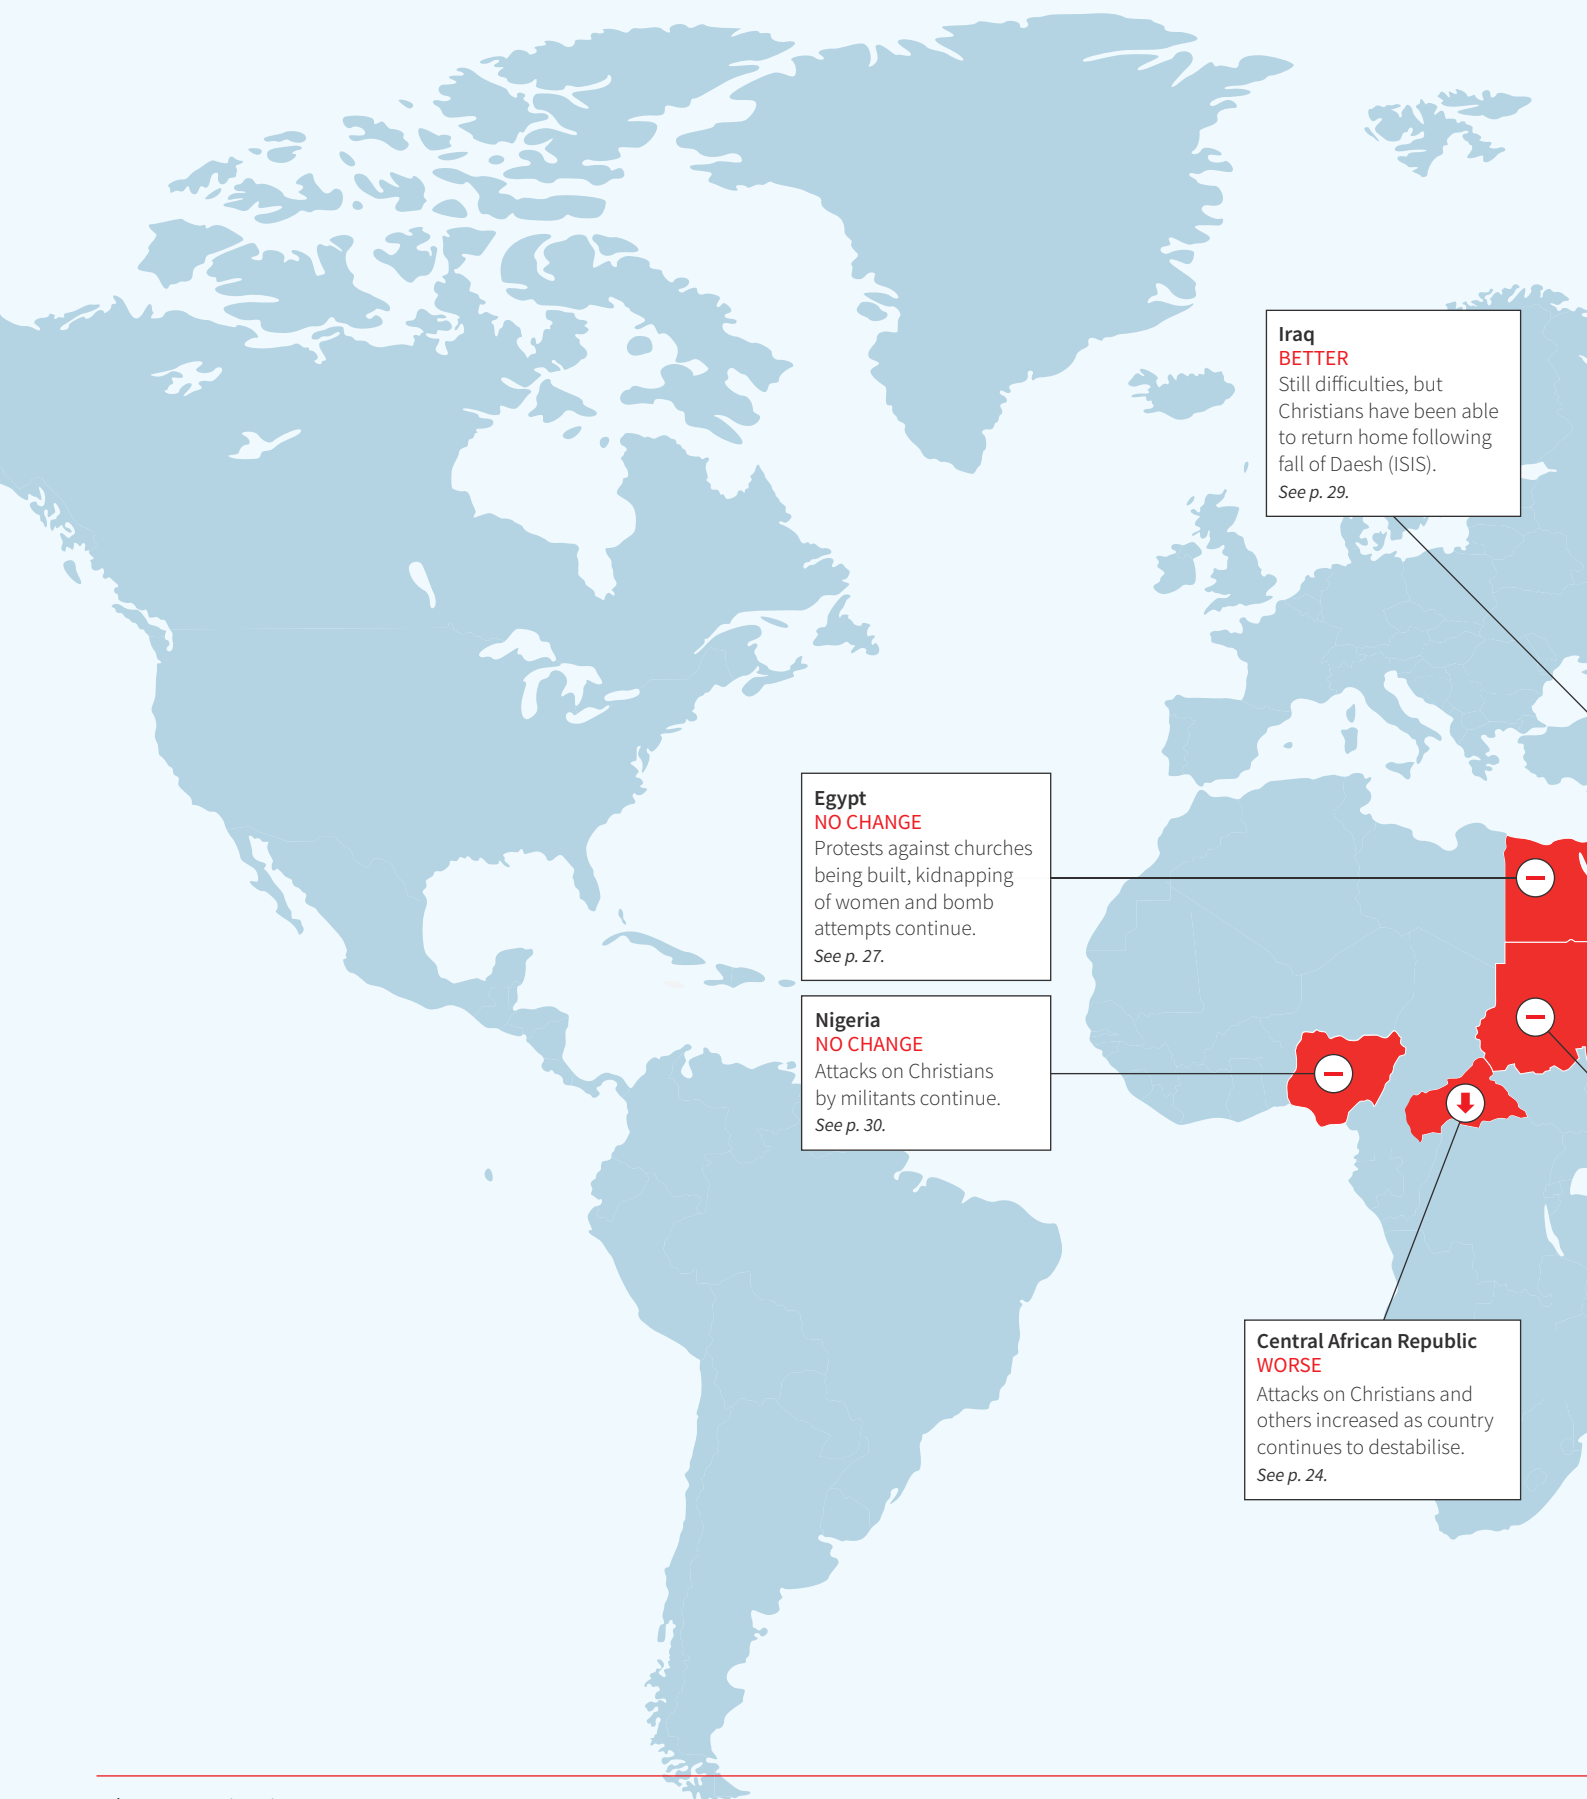 Iraq
BETTER
Still difficulties, but
Christians have been able
to return home following
fall of Daesh (ISIS).
See p. 29.
Egypt
NO CHANGE
Protests against churches
being built, kidnapping
of women and bomb
attempts continue.
See p. 27.
Nigeria
NO CHANGE
Attacks on Christians
by militants continue.
See p. 30.
Central African Republic
WORSE
Attacks on Christians and
others increased as country
continues to destabilise.
See p. 24.